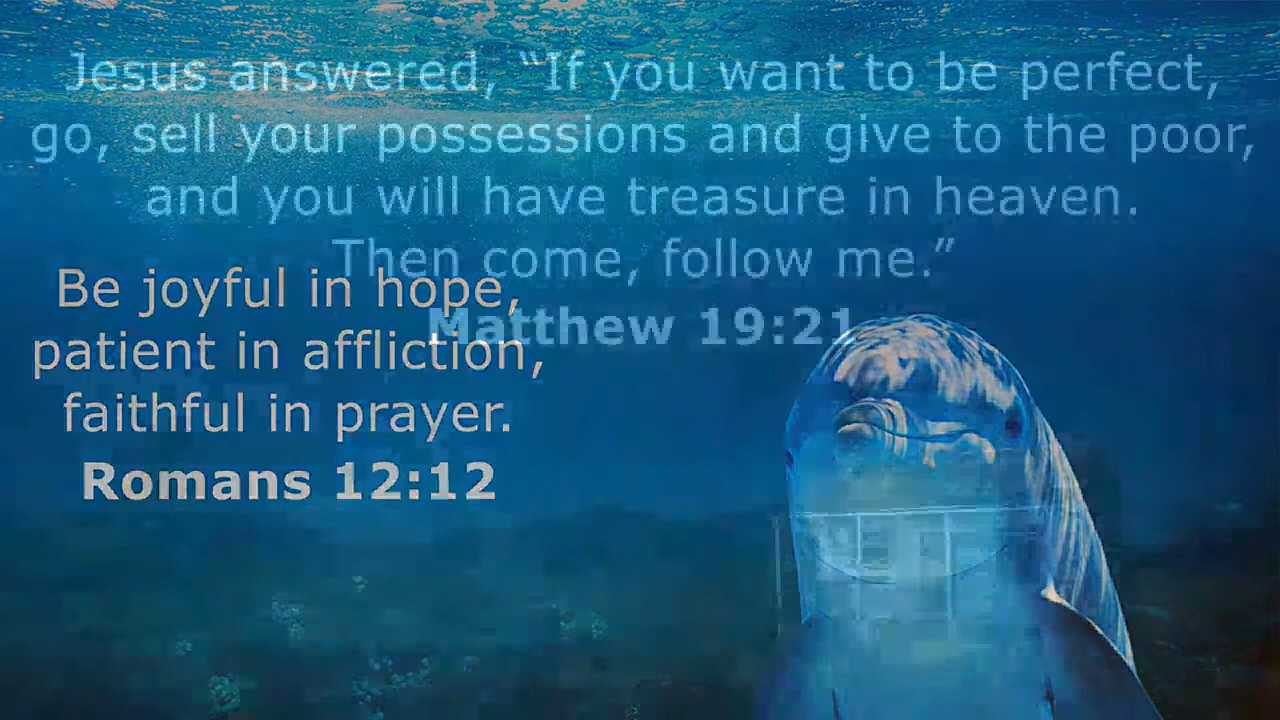 Jesus answered, “If you want to be perfect,
go, sell your possessions and give to the poor,
and you will have treasure in heaven.
Then come, follow me.”
Matthew 19:21
Be joyful in hope,
patient in affliction,
faithful in prayer.
Romans 12:12